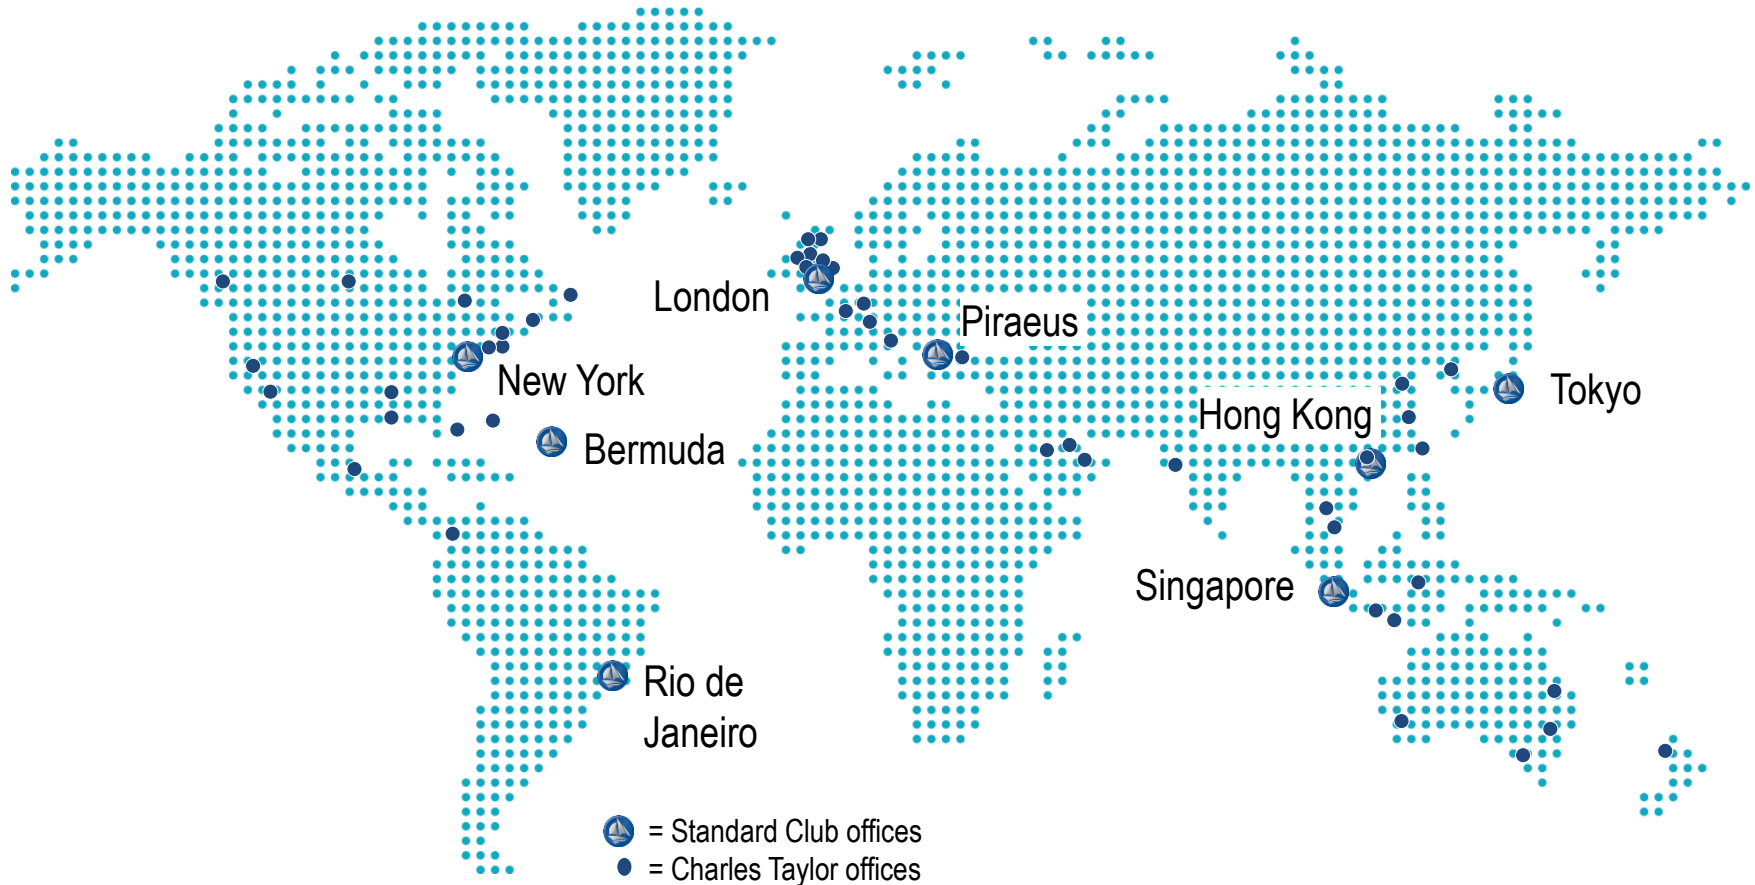 London
Piraeus
New York
Tokyo
Hong Kong
Bermuda
Singapore
Rio de
Janeiro
= Standard Club offices
= Charles Taylor offices